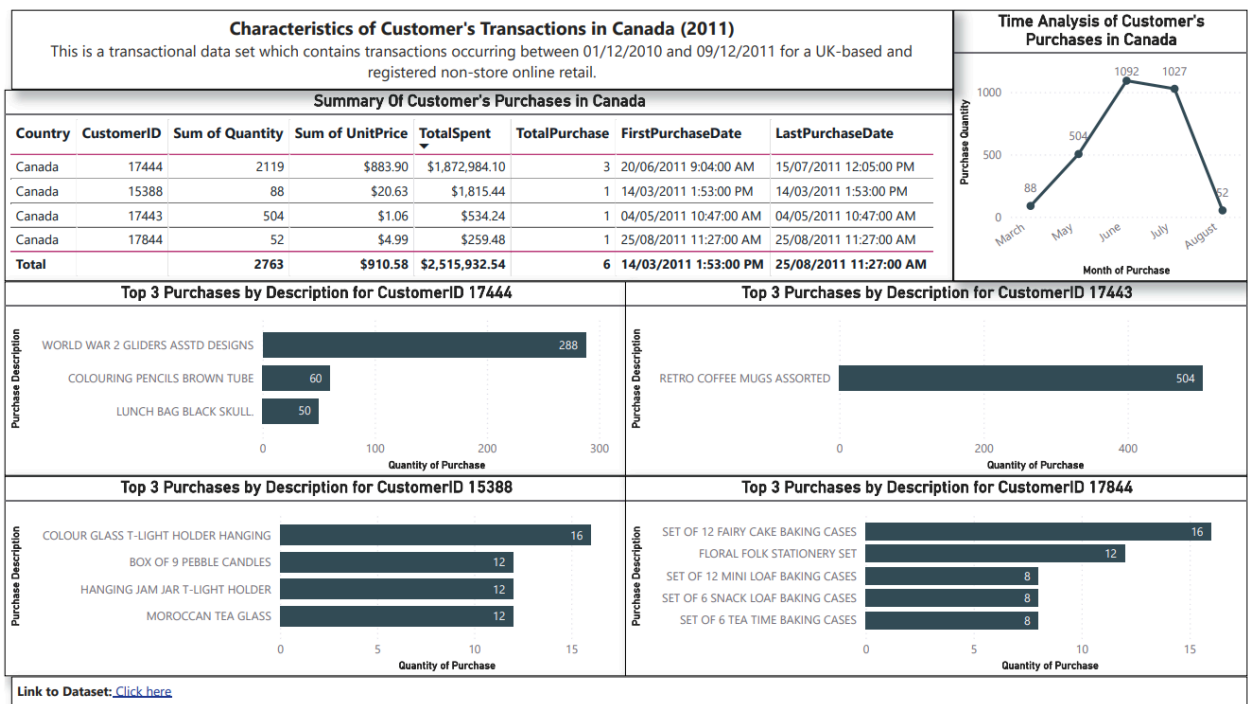 Characteristics of Customer's Transactions in Canada (2011)
This is a transactional data set which contains transactions occurring between 01/12/2010 and 09/12/2011 for a UK-based and
registered non-store online retail.
Time Analysis of Customer's
Purchases in Canada
Purchase Quantity
1000
500
0
88
504
1092
1027
52
March
May
June
July
August
Month of Purchase
Summary Of Customer's Purchases in Canada
Country CustomerID Sum of Quantity Sum of UnitPrice TotalSpent TotalPurchase FirstPurchaseDate LastPurchaseDate
Canada 17444 2119 $883.90 $1,872,984.10 3 20/06/2011 9:04:00 AM 15/07/2011 12:05:00 PM
Canada 15388 88 $20.63 $1,815.44 1 14/03/2011 1:53:00 PM 14/03/2011 1:53:00 PM
Canada 17443 504 $1.06 $534.24 1 04/05/2011 10:47:00 AM 04/05/2011 10:47:00 AM
Canada 17844 52 $4.99 $259.48 1 25/08/2011 11:27:00 AM 25/08/2011 11:27:00 AM
Total 2763 $910.58 $2,515,932.54 6 14/03/2011 1:53:00 PM 25/08/2011 11:27:00 AM
Top 3 Purchases by Description for CustomerID 17444
Purchase Description
WORLD WAR 2 GLIDERS ASSTD DESIGNS 288
COLOURING PENCILS BROWN TUBE 60
LUNCH BAG BLACK SKULL. 50
0 100 200 300
Quantity of Purchase
Top 3 Purchases by Description for CustomerID 17443
Purchase Description
RETRO COFFEE MUGS ASSORTED 504
0 200 400
Quantity of Purchase
Top 3 Purchases by Description for CustomerID 15388
Purchase Description
COLOUR GLASS T-LIGHT HOLDER HANGING 16
BOX OF 9 PEBBLE CANDLES 12
HANGING JAM JAR T-LIGHT HOLDER 12
MOROCCAN TEA GLASS 12
0 5 10 15
Quantity of Purchase
Top 3 Purchases by Description for CustomerID 17844
Purchase Description
SET OF 12 FAIRY CAKE BAKING CASES 16
FLORAL FOLK STATIONERY SET 12
SET OF 12 MINI LOAF BAKING CASES 8
SET OF 6 SNACK LOAF BAKING CASES 8
SET OF 6 TEA TIME BAKING CASES 8
0 5 10 15
Quantity of Purchase
Link to Dataset: Click here